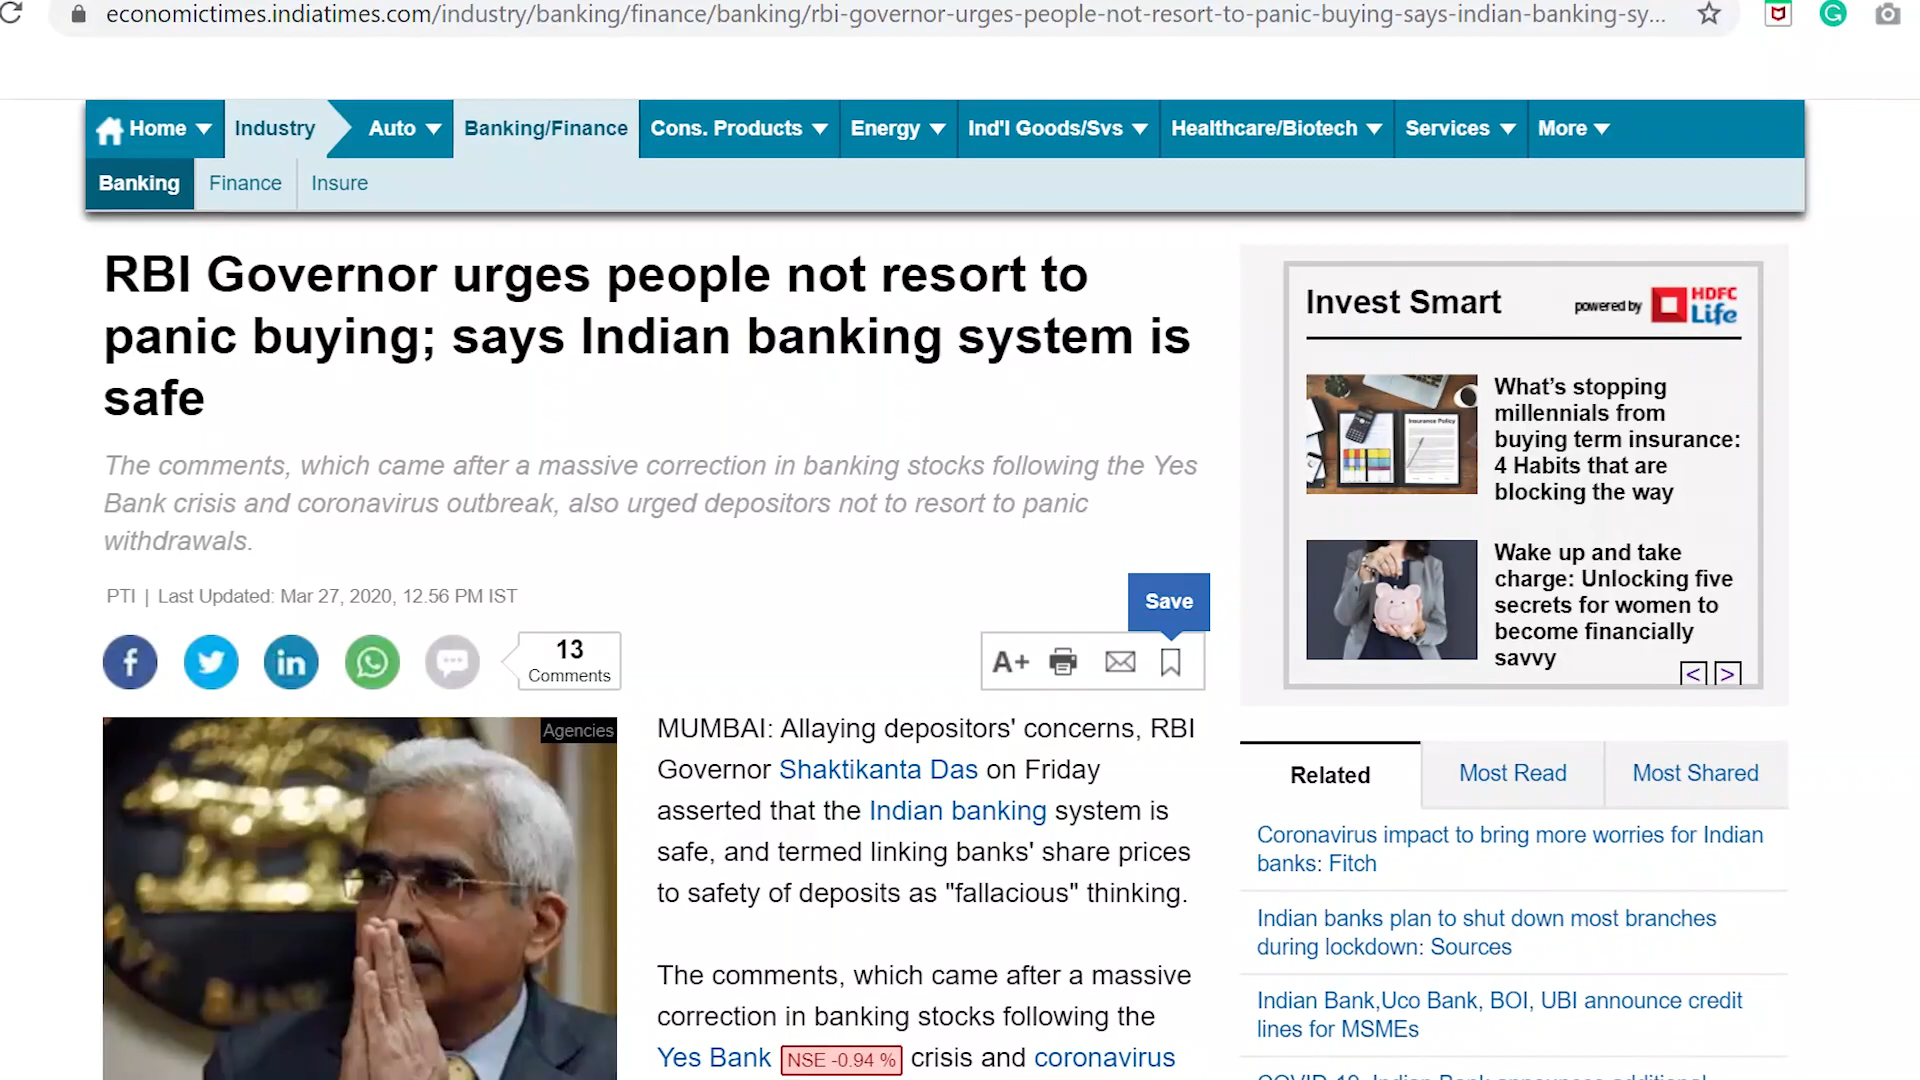 economictimes.indiatimes.com/industry/banking/finance/banking/rbi-governor-urges-people-not-resort-to-panic-buying-says-indian-banking-sy...
Home
Industry
Auto
Banking/Finance
Cons. Products
Energy
Ind'l Goods/Svs
Healthcare/Biotech
Services
More
Banking
Finance
Insure
RBI Governor urges people not resort to
panic buying; says Indian banking system is
safe
The comments, which came after a massive correction in banking stocks following the Yes
Bank crisis and coronavirus outbreak, also urged depositors not to resort to panic
withdrawals.
PTI | Last Updated: Mar 27, 2020, 12.56 PM IST
Save
13
Comments
A+
Agencies
MUMBAI: Allaying depositors' concerns, RBI
Governor Shaktikanta Das on Friday
asserted that the Indian banking system is
safe, and termed linking banks' share prices
to safety of deposits as "fallacious" thinking.
The comments, which came after a massive
correction in banking stocks following the
Yes Bank NSE -0.94 % crisis and coronavirus
Invest Smart
powered by HDFC Life
Insurance Policy
What's stopping
millennials from
buying term insurance:
4 Habits that are
blocking the way
Wake up and take
charge: Unlocking five
secrets for women to
become financially
savvy
< >
Related
Most Read
Most Shared
Coronavirus impact to bring more worries for Indian
banks: Fitch
Indian banks plan to shut down most branches
during lockdown: Sources
Indian Bank,Uco Bank, BOI, UBI announce credit
lines for MSMEs
COVID-19: Indian Bank announces additional